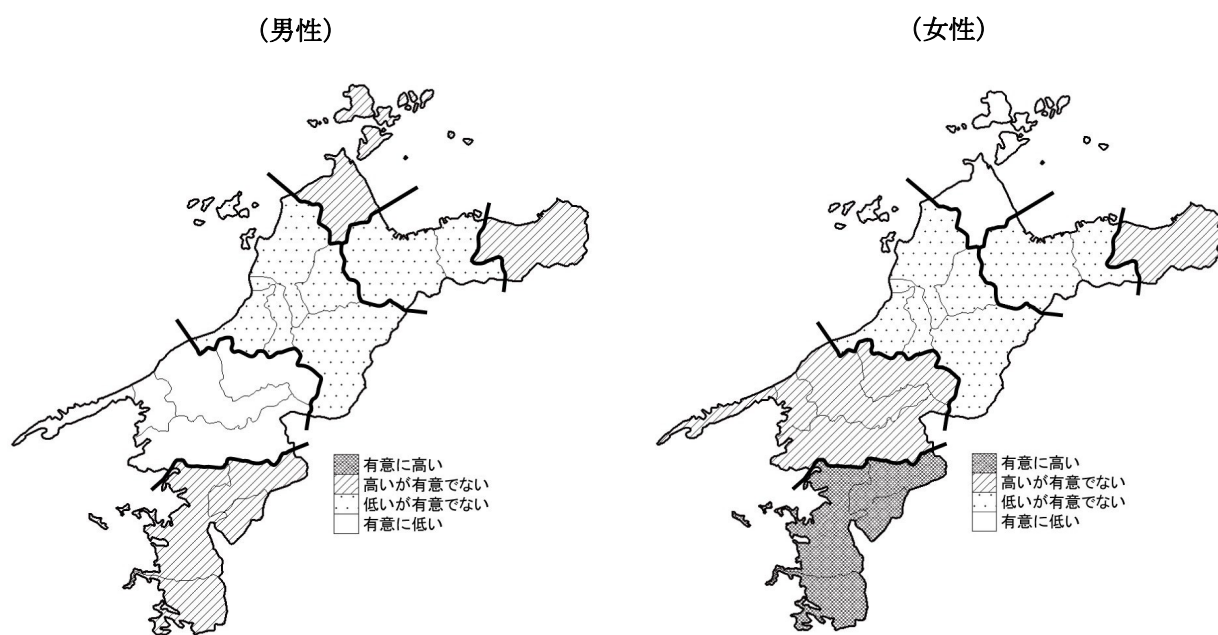 （男性）
（女性）
有意に高い
高いが有意でない
低いが有意でない
有意に低い
有意に高い
高いが有意でない
低いが有意でない
有意に低い